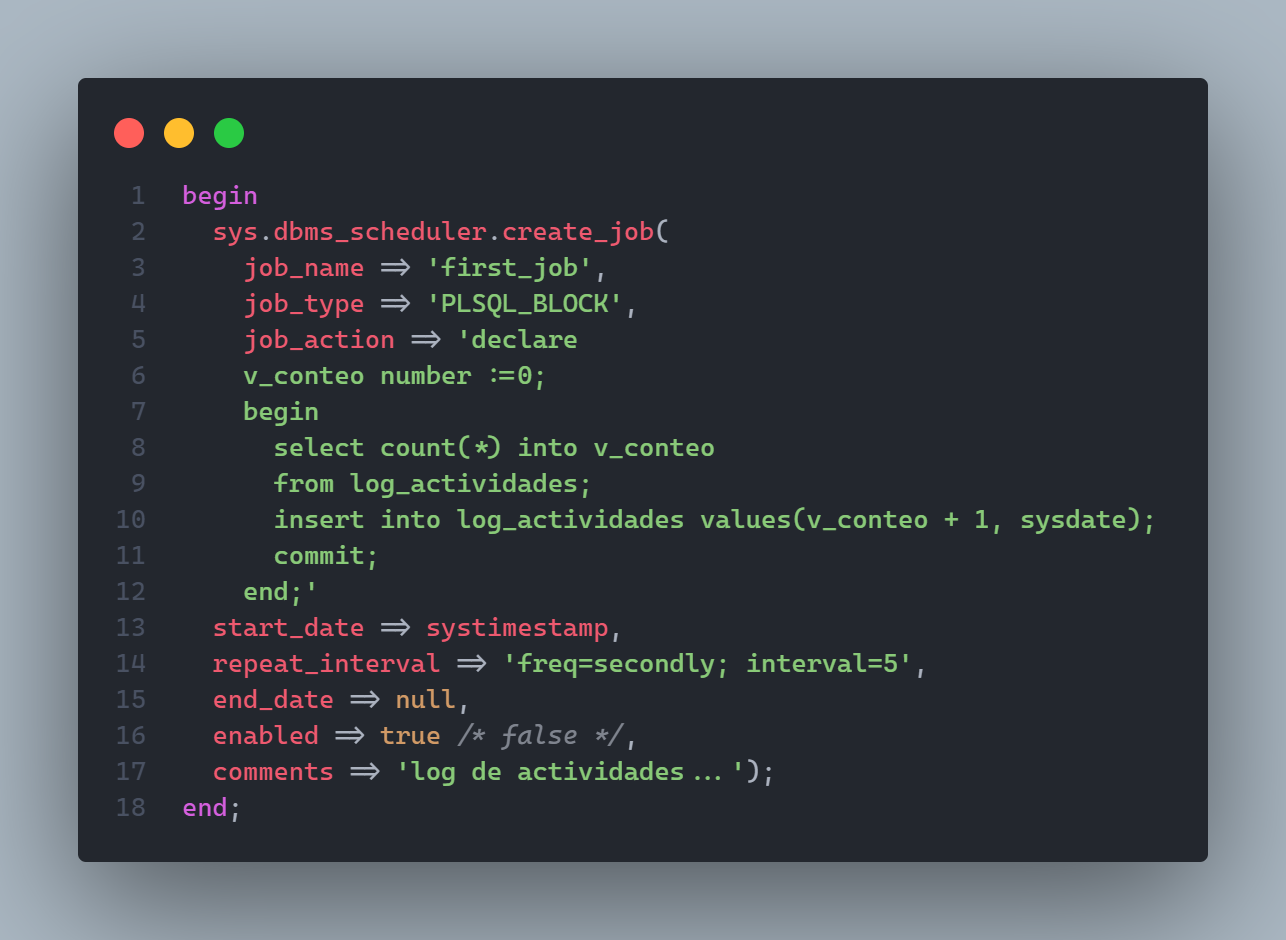 1 begin
2   sys.dbms_scheduler.create_job(
3     job_name => 'first_job',
4     job_type => 'PLSQL_BLOCK',
5     job_action => 'declare
6     v_conteo number :=0;
7     begin
8       select count(*) into v_conteo
9       from log_actividades;
10       insert into log_actividades values(v_conteo + 1, sysdate);
11       commit;
12     end;'
13   start_date => systimestamp,
14   repeat_interval => 'freq=secondly; interval=5',
15   end_date => null,
16   enabled => true /* false */,
17   comments => 'log de actividades...');
18 end;